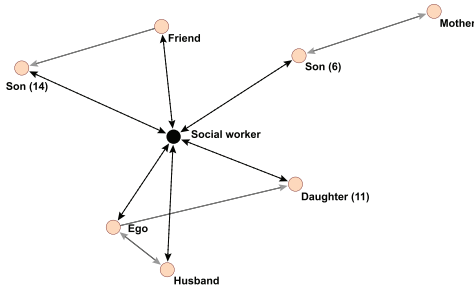 Mother
Friend
Son (6)
Son (14)
Social worker
Daughter (11)
Ego
Husband